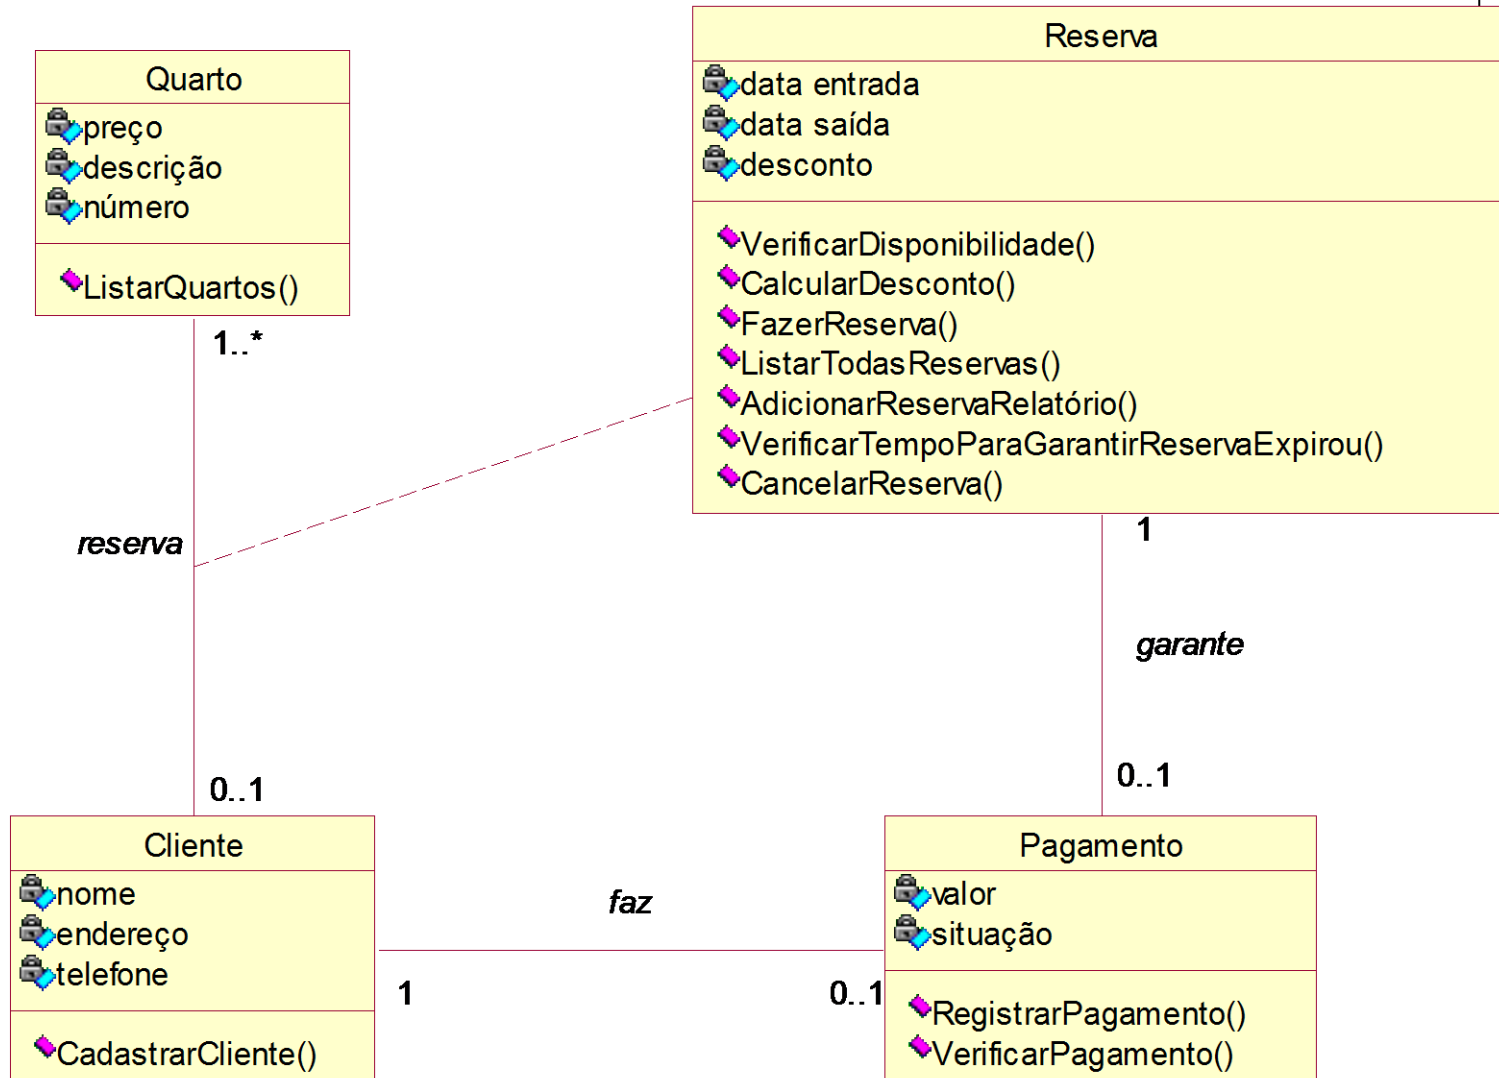 Quarto
preço
descrição
número
ListarQuartos()
1..*
Reserva
data entrada
data saída
desconto
VerificarDisponibilidade()
CalcularDesconto()
FazerReserva()
ListarTodasReservas()
AdicionarReservaRelatório()
VerificarTempoParaGarantirReservaExpirou()
CancelarReserva()
1
reserva
garante
0..1
0..1
Cliente
nome
endereço
telefone
CadastrarCliente()
faz
1
0..1
Pagamento
valor
situação
RegistrarPagamento()
VerificarPagamento()